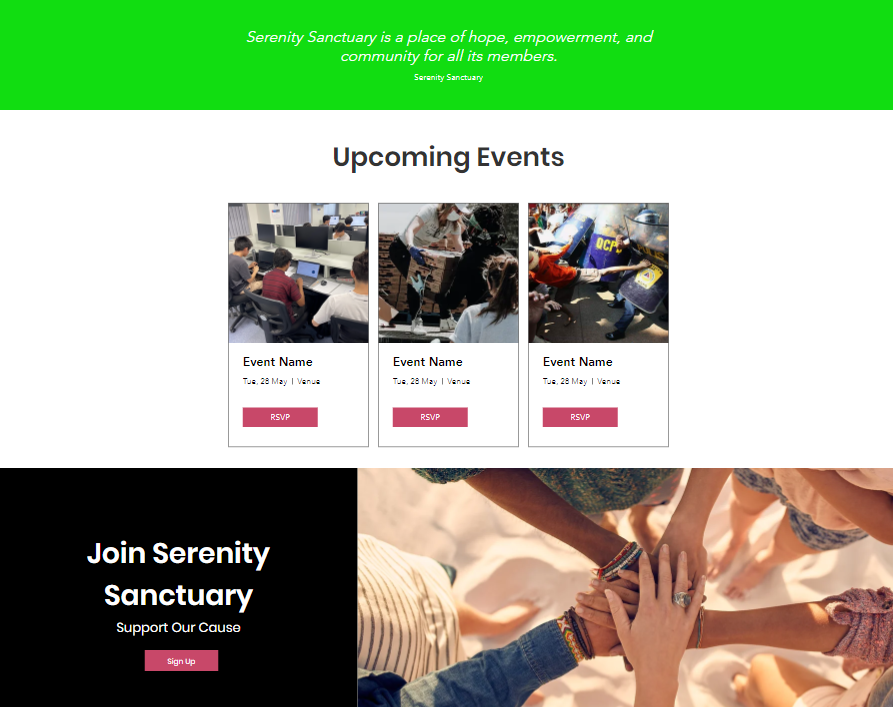 Serenity Sanctuary is a place of hope, empowerment, and
community for all its members.
Serenity Sanctuary
Upcoming Events
QCP
Event Name
Tue, 28 May | Venue
RSVP
Event Name
Tue, 28 May | Venue
RSVP
Event Name
Tue, 28 May | Venue
RSVP
Join Serenity
Sanctuary
Support Our Cause
Sign Up